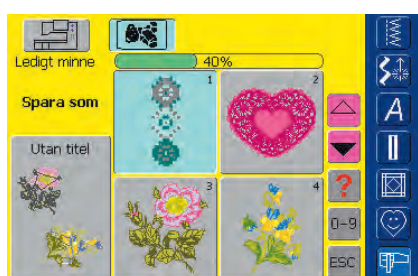 Ledigt minne
40%
Spara som
Utan titel
1
2
3
4
?
0-9
ESC
A